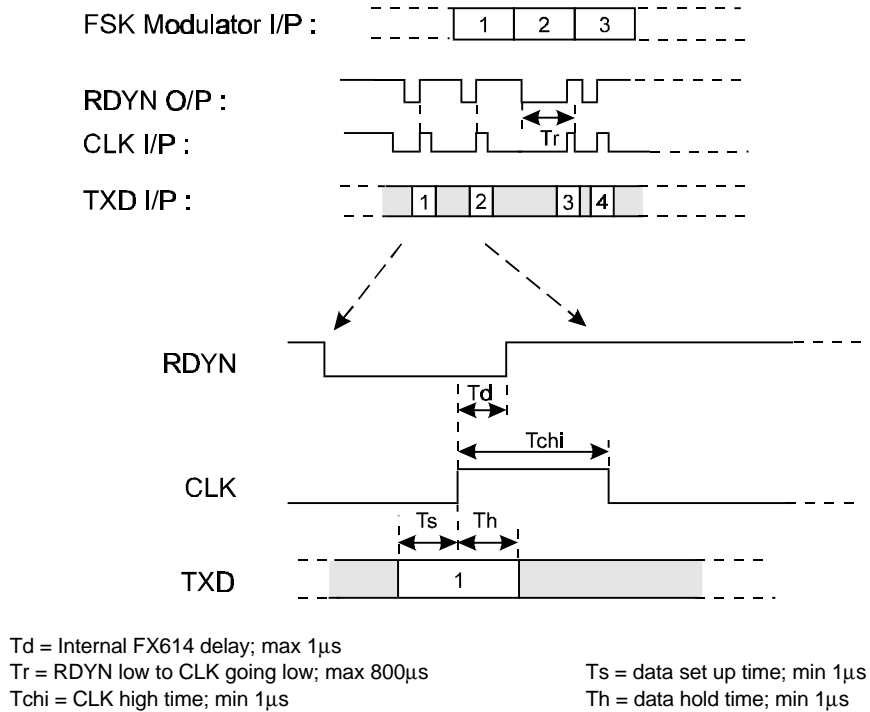 FSK Modulator I/P :
1 2 3
RDYN O/P :
Tr
CLK I/P :
TXD I/P :
1 2 3 4
RDYN
Td
Tchi
CLK
Ts Th
TXD
1
Td = Internal FX614 delay; max 1µs
Tr = RDYN low to CLK going low; max 800µs
Ts = data set up time; min 1µs
Tchi = CLK high time; min 1µs
Th = data hold time; min 1µs